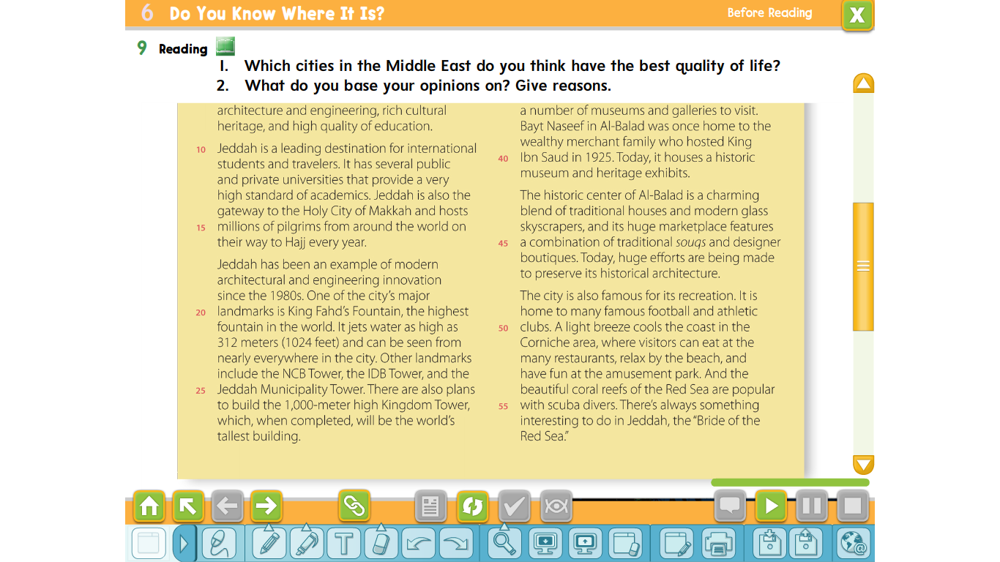 6 Do You Know Where It Is?
Before Reading
X
9 Reading
1. Which cities in the Middle East do you think have the best quality of life?
2. What do you base your opinions on? Give reasons.
architecture and engineering, rich cultural
heritage, and high quality of education.
10 Jeddah is a leading destination for international
students and travelers. It has several public
and private universities that provide a very
high standard of academics. Jeddah is also the
gateway to the Holy City of Makkah and hosts
15 millions of pilgrims from around the world on
their way to Hajj every year.
Jeddah has been an example of modern
architectural and engineering innovation
since the 1980s. One of the city's major
20 landmarks is King Fahd's Fountain, the highest
fountain in the world. It jets water as high as
312 meters (1024 feet) and can be seen from
nearly everywhere in the city. Other landmarks
include the NCB Tower, the IDB Tower, and the
25 Jeddah Municipality Tower. There are also plans
to build the 1,000-meter high Kingdom Tower,
which, when completed, will be the world's
tallest building.
a number of museums and galleries to visit.
Bayt Naseef in Al-Balad was once home to the
wealthy merchant family who hosted King
40 Ibn Saud in 1925. Today, it houses a historic
museum and heritage exhibits.
The historic center of Al-Balad is a charming
blend of traditional houses and modern glass
skyscrapers, and its huge marketplace features
45 a combination of traditional souqs and designer
boutiques. Today, huge efforts are being made
to preserve its historical architecture.
The city is also famous for its recreation. It is
home to many famous football and athletic
50 clubs. A light breeze cools the coast in the
Corniche area, where visitors can eat at the
many restaurants, relax by the beach, and
have fun at the amusement park. And the
beautiful coral reefs of the Red Sea are popular
55 with scuba divers. There's always something
interesting to do in Jeddah, the "Bride of the
Red Sea."
T
@